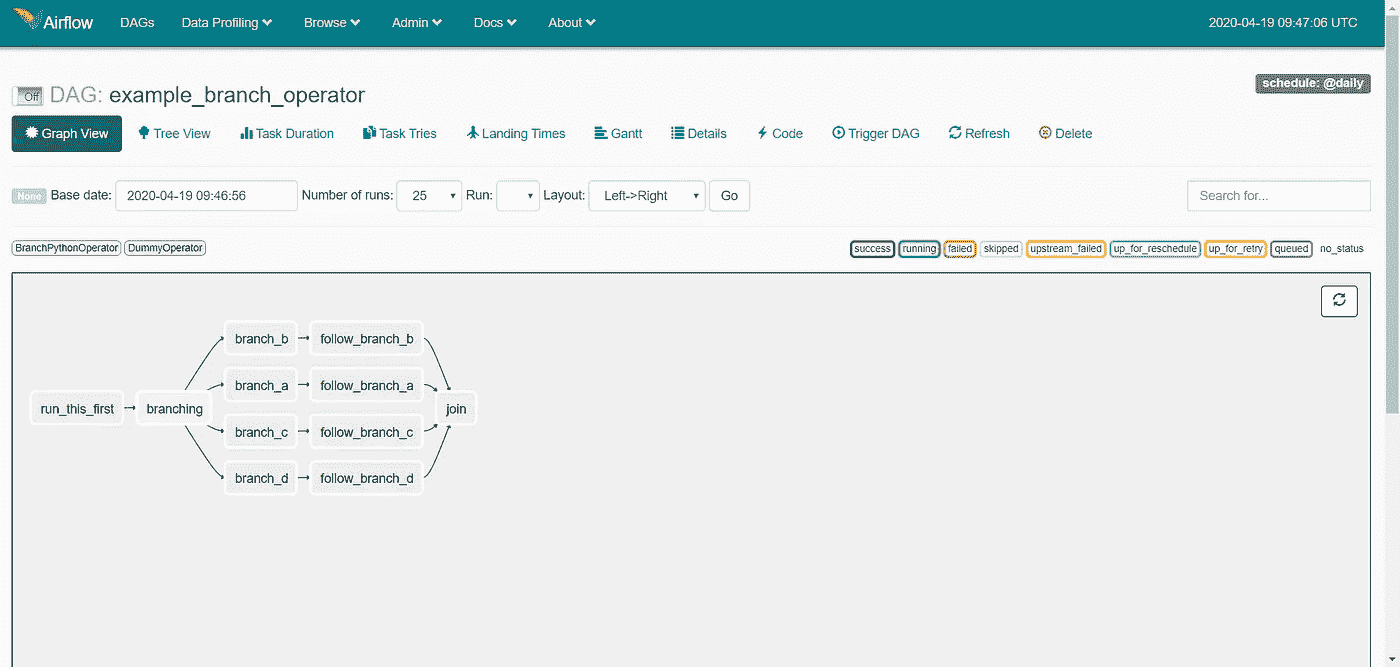 Airflow DAGs Data Profiling Browse Admin Docs About 2020-04-19 09:47:06 UTC
schedule: @daily
Off DAG: example_branch_operator
Graph View Tree View Task Duration Task Tries Landing Times Gantt Details Code Trigger DAG Refresh Delete
None Base date: 2020-04-19 09:46:56 Number of runs: 25 Run: Layout: Left->Right Go Search for...
BranchPythonOperator DummyOperator success running failed skipped upstream_failed up_for_reschedule up_for_retry queued no_status
branch_b follow_branch_b
branch_a follow_branch_a
run_this_first branching join
branch_c follow_branch_c
branch_d follow_branch_d